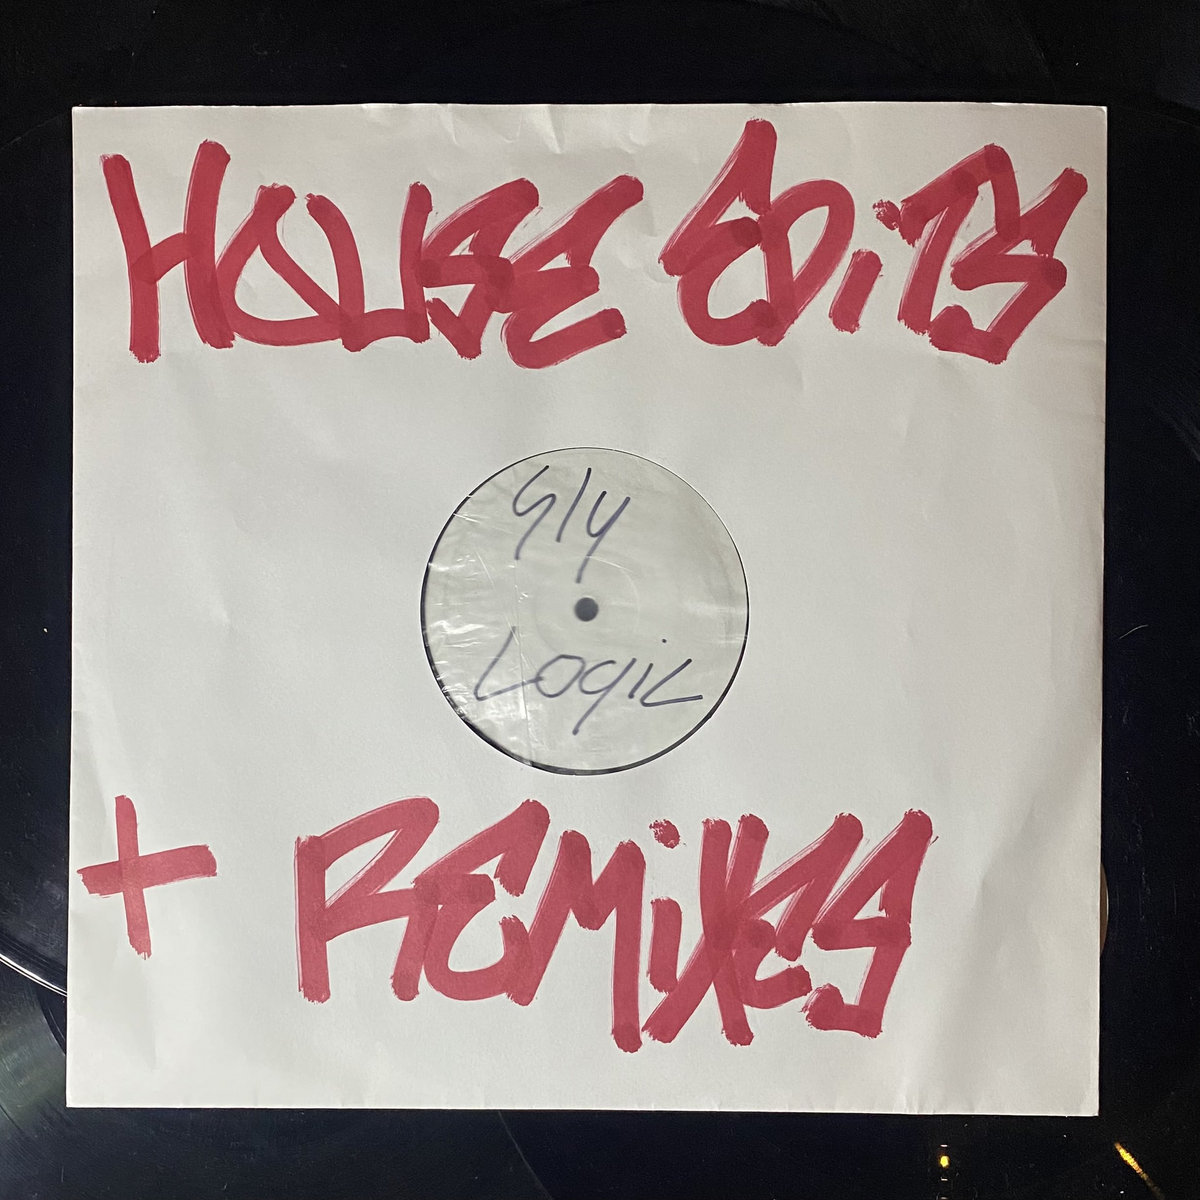 HOUSE EDiTS
Sly
Logic
+ REMiXES